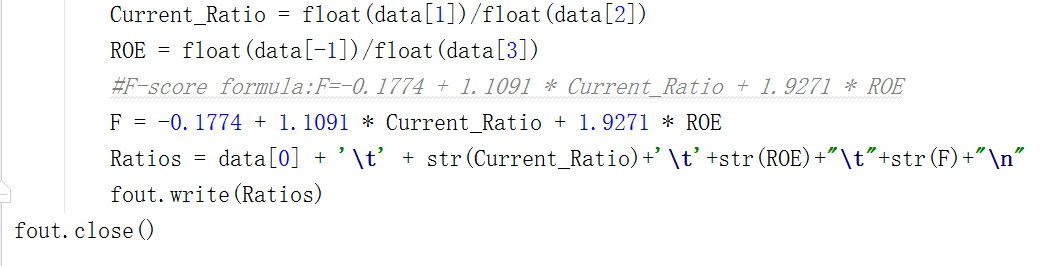 Current_Ratio = float(data[1])/float(data[2])
ROE = float(data[-1])/float(data[3])
#F-score formula:F=-0.1774 + 1.1091 * Current_Ratio + 1.9271 * ROE
F = -0.1774 + 1.1091 * Current_Ratio + 1.9271 * ROE
Ratios = data[0] + '\t' + str(Current_Ratio)+'\t'+str(ROE)+"\t"+str(F)+"\n"
fout.write(Ratios)
fout.close()